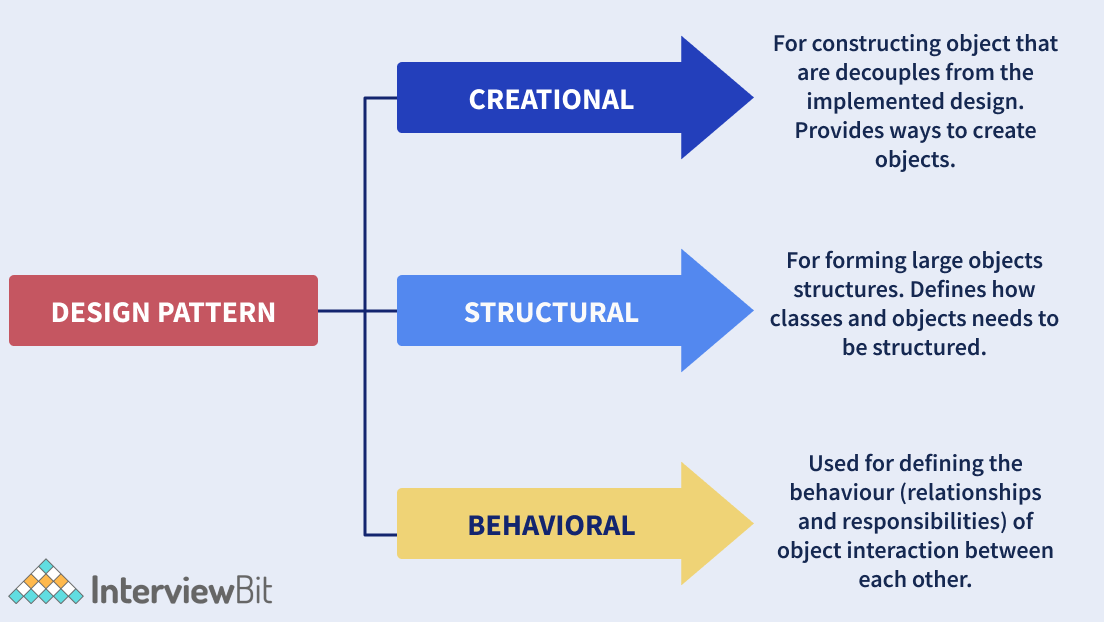 DESIGN PATTERN
CREATIONAL
For constructing object that
are decouples from the
implemented design.
Provides ways to create
objects.
STRUCTURAL
For forming large objects
structures. Defines how
classes and objects needs to
be structured.
BEHAVIORAL
Used for defining the
behaviour (relationships
and responsibilities) of
object interaction between
each other.
InterviewBit